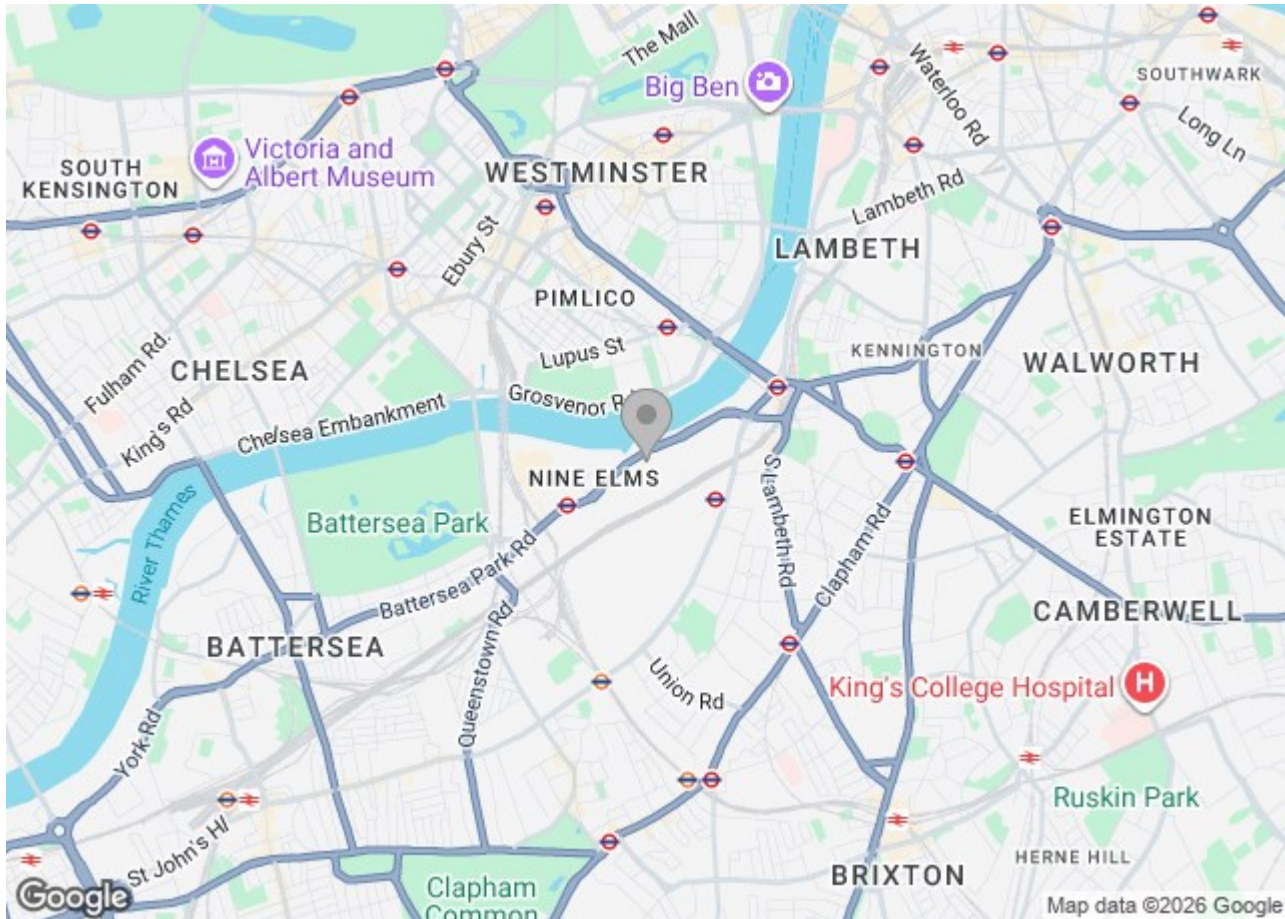 The Mall
Big Ben
Waterloo Rd
SOUTHWARK
Long Ln
Victoria and
Albert Museum
SOUTH
KENSINGTON
WESTMINSTER
Lambeth Rd
Ebury St
LAMBETH
PIMLICO
Lupus St
KENNINGTON
WALWORTH
CHELSEA
Fulham Rd.
Grosvenor R
King's Rd
Chelsea Embankment
NINE ELMS
S Lambeth Rd
Clapham Rd
ELMINGTON
ESTATE
Battersea Park
River Thames
Battersea Park Rd
CAMBERWELL
BATTERSEA
Queenstown Rd
Union Rd
King's College Hospital
H
York Rd
Ruskin Park
St John's Hl
HERNE HILL
BRIXTON
Clapham
Common
Google
Map data ©2026 Google